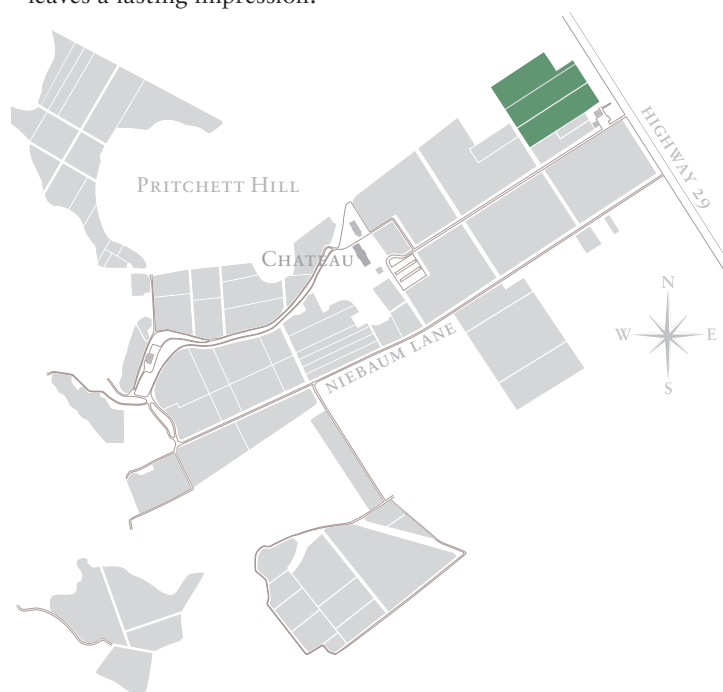 leaves a lasting impression.
HIGHWAY 29
PRITCHETT HILL
CHATEAU
N
W E
S
NIEBAUM LANE